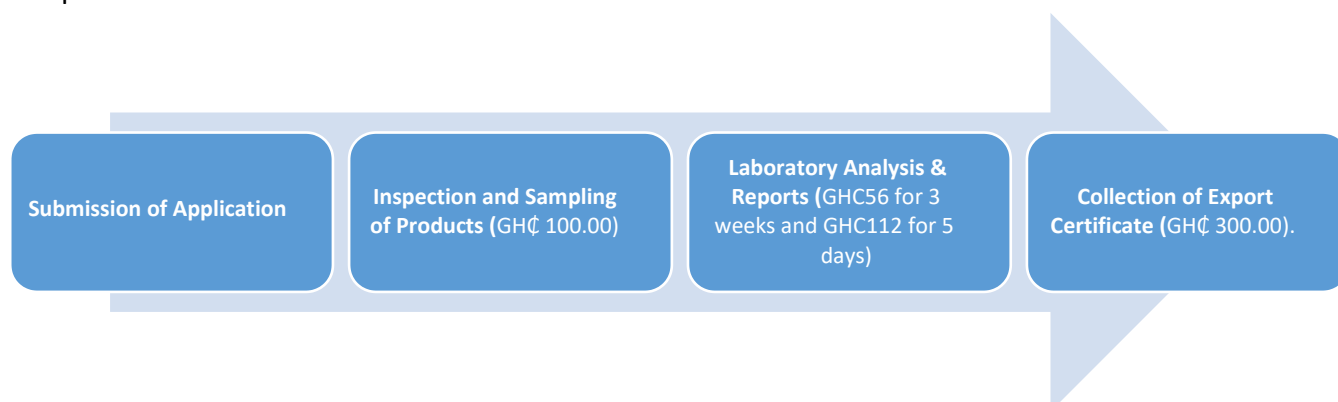 Submission of Application
Inspection and Sampling
of Products (GH₵ 100.00)
Laboratory Analysis &
Reports (GHC56 for 3
weeks and GHC112 for 5
days)
Collection of Export
Certificate (GH₵ 300.00).